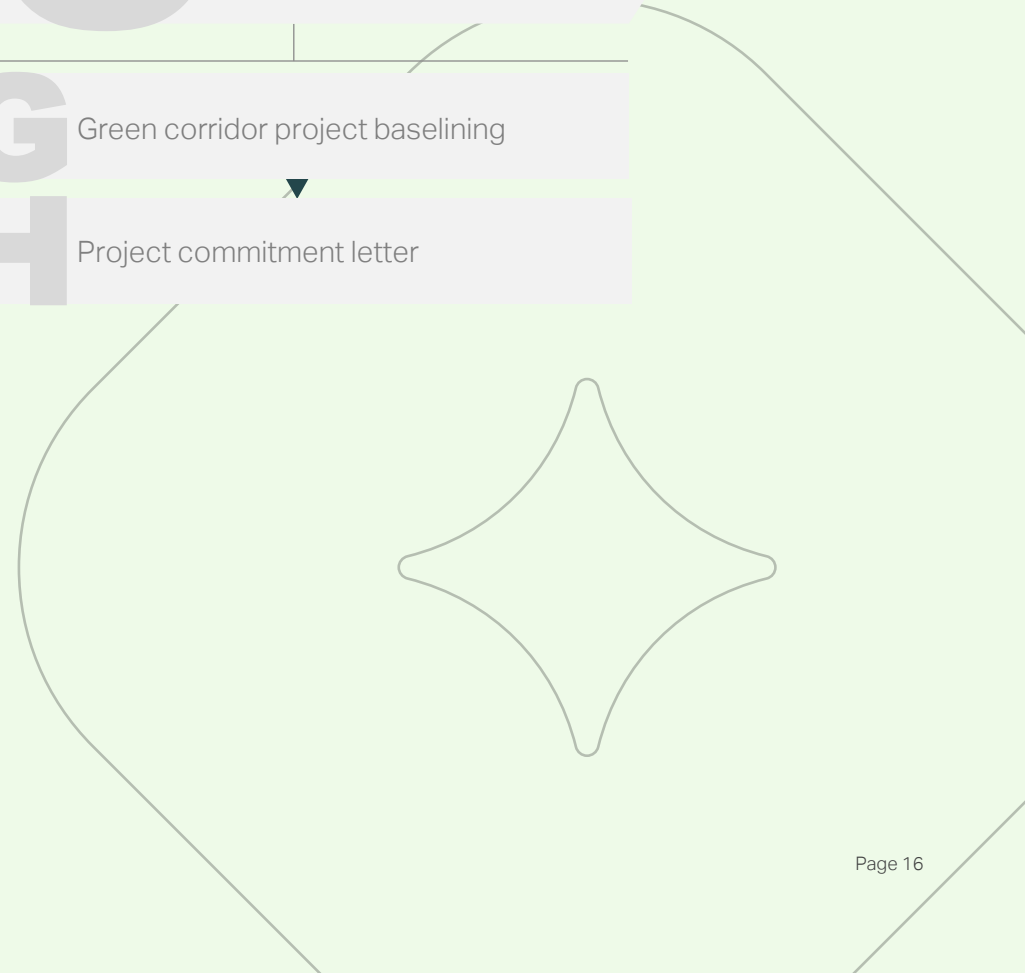 G Green corridor project baselining
H Project commitment letter
Page 16